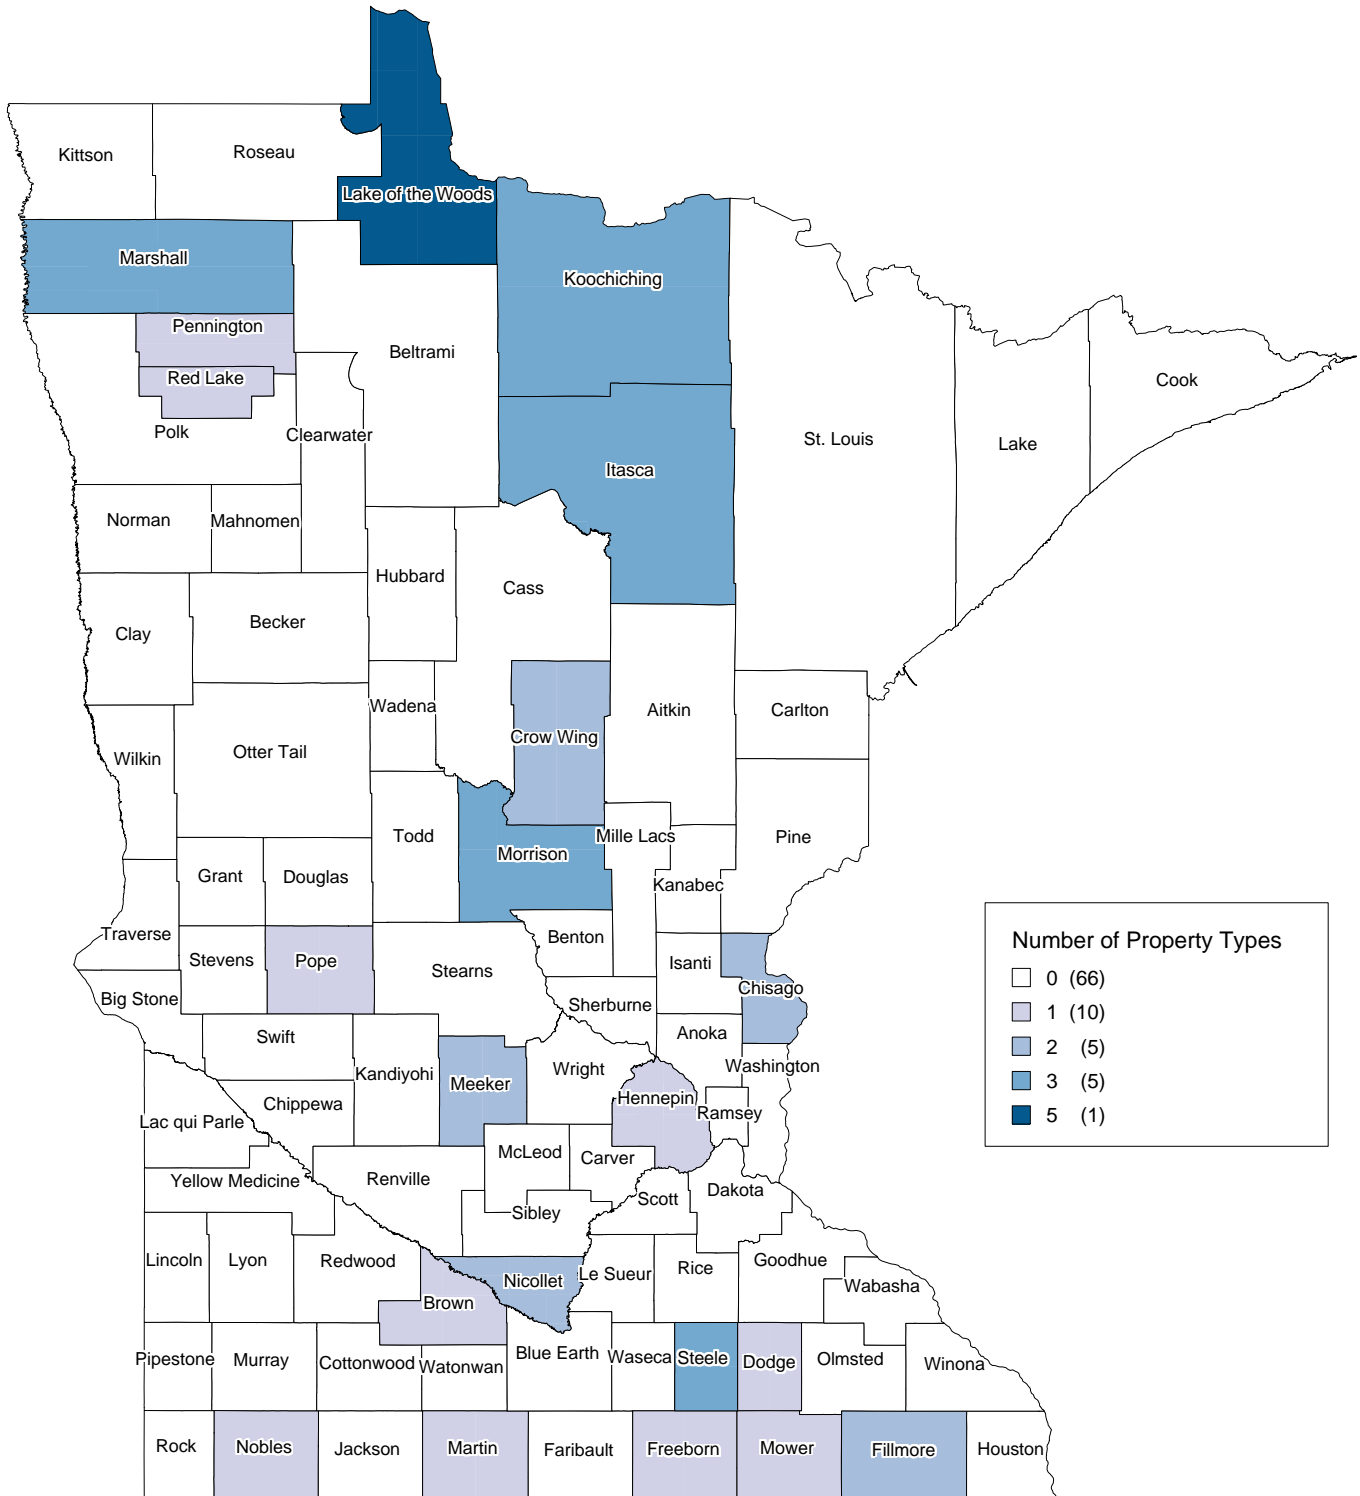 Kittson
Roseau
Lake of the Woods
Marshall
Koochiching
Pennington
Beltrami
Red Lake
Cook
Polk
Clearwater
St. Louis
Lake
Itasca
Norman
Mahnomen
Hubbard
Cass
Becker
Clay
Wadena
Aitkin
Carlton
Crow Wing
Otter Tail
Wilkin
Todd
Mille Lacs
Pine
Morrison
Grant
Douglas
Kanabec
Traverse
Benton
Stevens
Pope
Stearns
Isanti
Chisago
Big Stone
Sherburne
Swift
Anoka
Wright
Washington
Kandiyohi
Meeker
Hennepin
Chippewa
Ramsey
Lac qui Parle
McLeod
Carver
Yellow Medicine
Renville
Dakota
Scott
Sibley
Lincoln
Lyon
Redwood
Goodhue
Rice
Le Sueur
Nicollet
Wabasha
Brown
Pipestone
Murray
Cottonwood
Watonwan
Blue Earth
Waseca
Steele
Dodge
Olmsted
Winona
Rock
Nobles
Jackson
Martin
Faribault
Freeborn
Mower
Fillmore
Houston
Number of Property Types
0 (66)
1 (10)
2 (5)
3 (5)
5 (1)